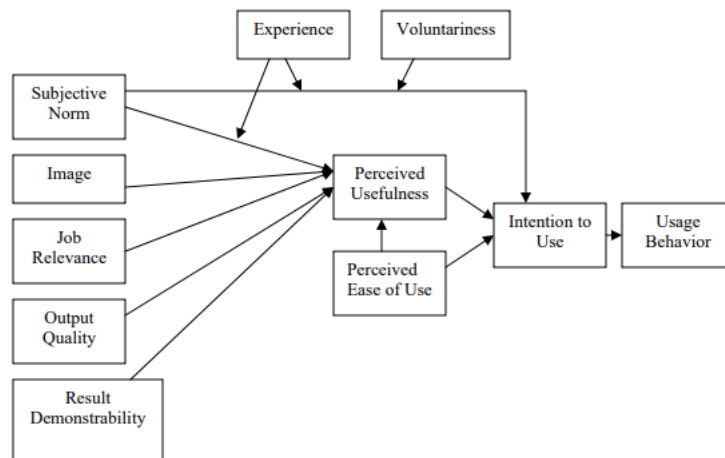 Experience
Voluntariness
Subjective
Norm
Image
Perceived
Usefulness
Job
Relevance
Intention to
Use
Usage
Behavior
Perceived
Ease of Use
Output
Quality
Result
Demonstrability